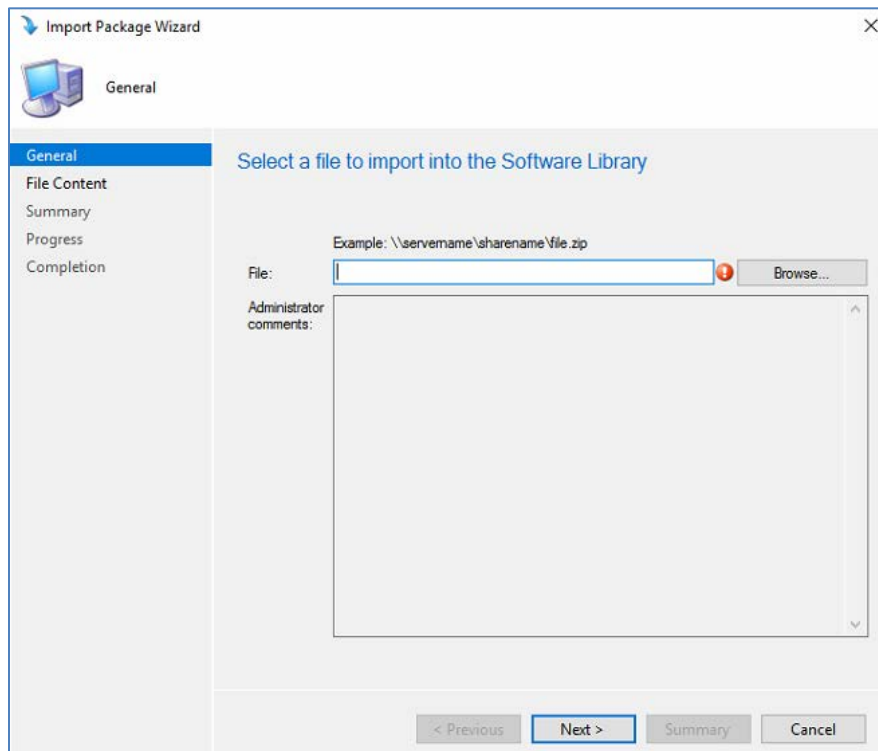 Import Package Wizard
General
General
File Content
Summary
Progress
Completion
Select a file to import into the Software Library
Example: \\servername\sharename\file.zip
File:
Browse...
Administrator
comments:
< Previous
Next >
Summary
Cancel